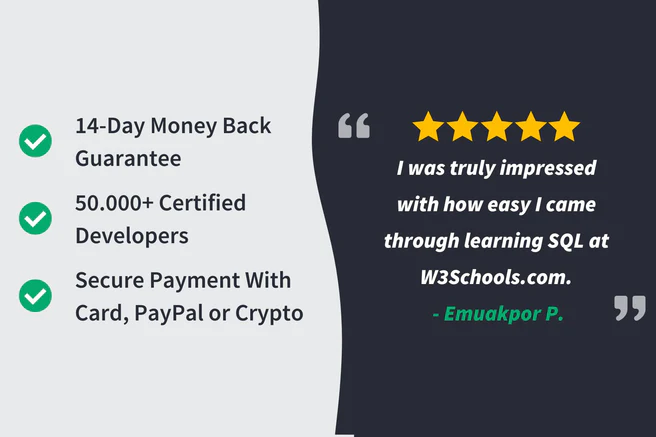 14-Day Money Back
Guarantee
50.000+ Certified
Developers
Secure Payment With
Card, PayPal or Crypto
“
I was truly impressed
with how easy I came
through learning SQL at
W3Schools.com.
- Emuakpor P.
”